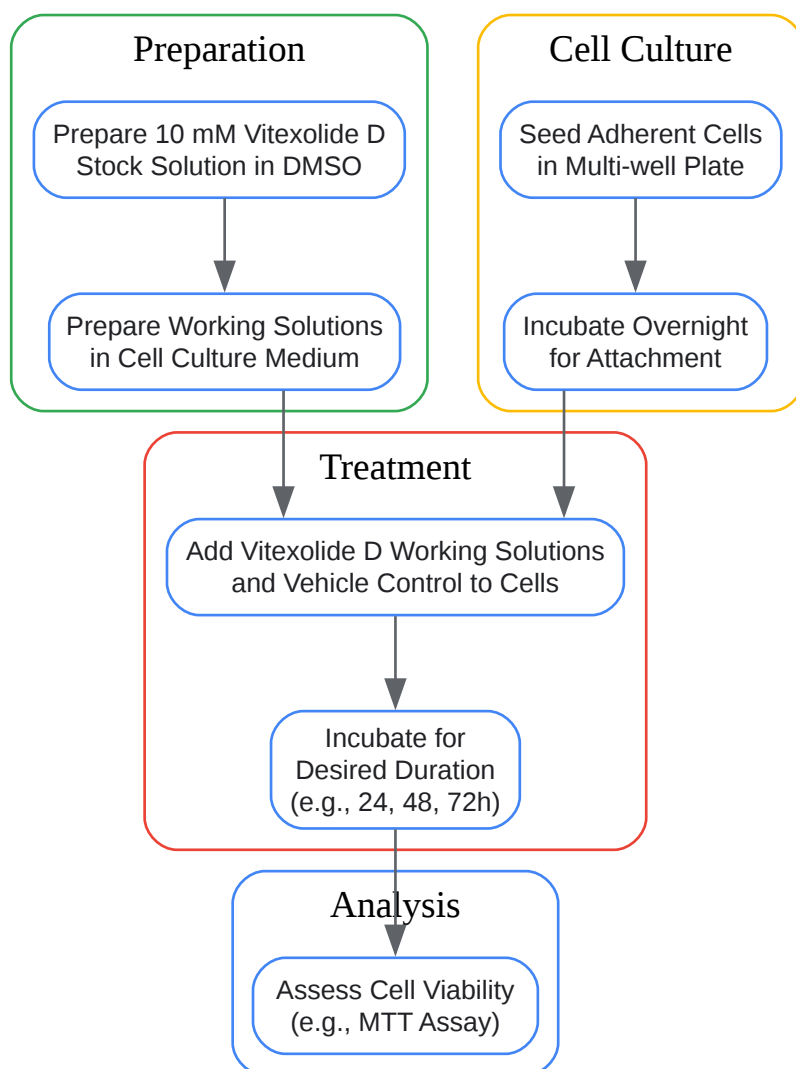 Preparation
Prepare 10 mM Vitexolide D
Stock Solution in DMSO
Prepare Working Solutions
in Cell Culture Medium
Cell Culture
Seed Adherent Cells
in Multi-well Plate
Incubate Overnight
for Attachment
Treatment
Add Vitexolide D Working Solutions
and Vehicle Control to Cells
Incubate for
Desired Duration
(e.g., 24, 48, 72h)
Analysis
Assess Cell Viability
(e.g., MTT Assay)